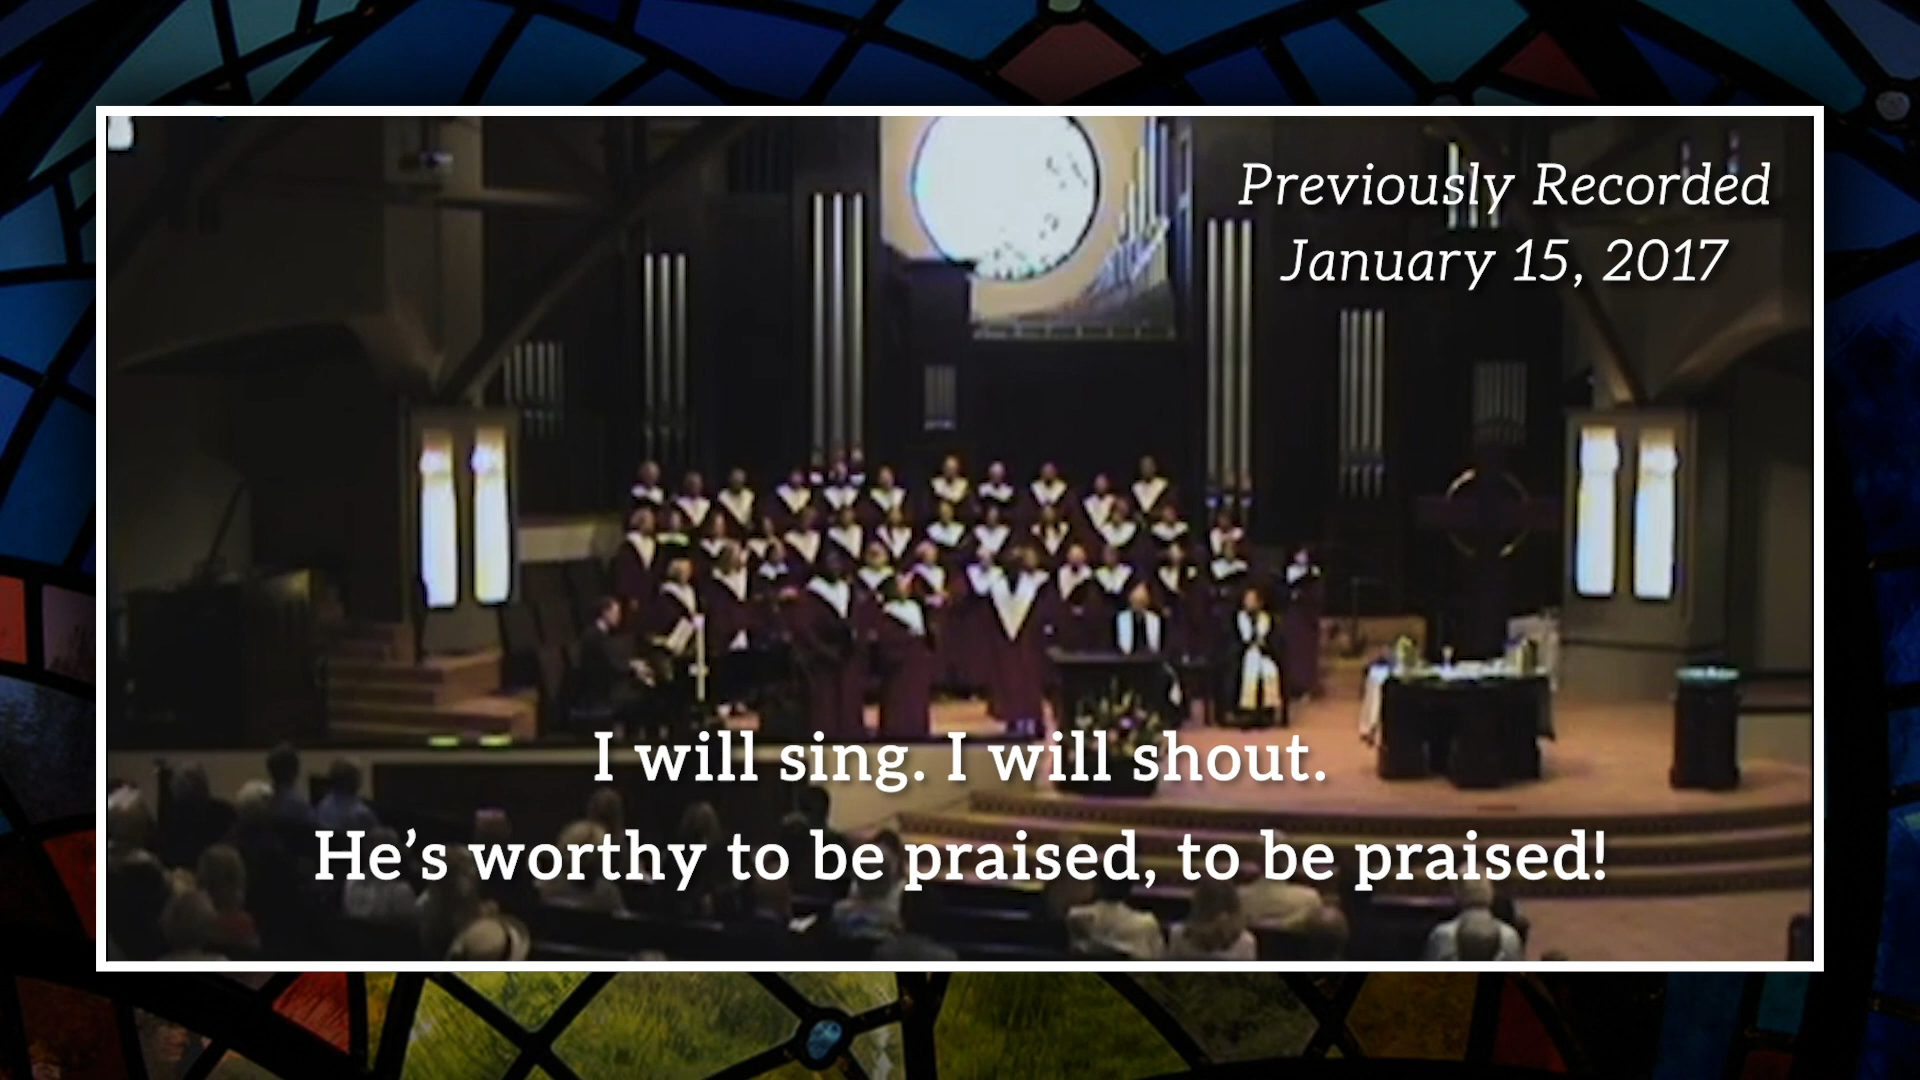 Previously Recorded
January 15, 2017
I will sing. I will shout.
He’s worthy to be praised, to be praised!